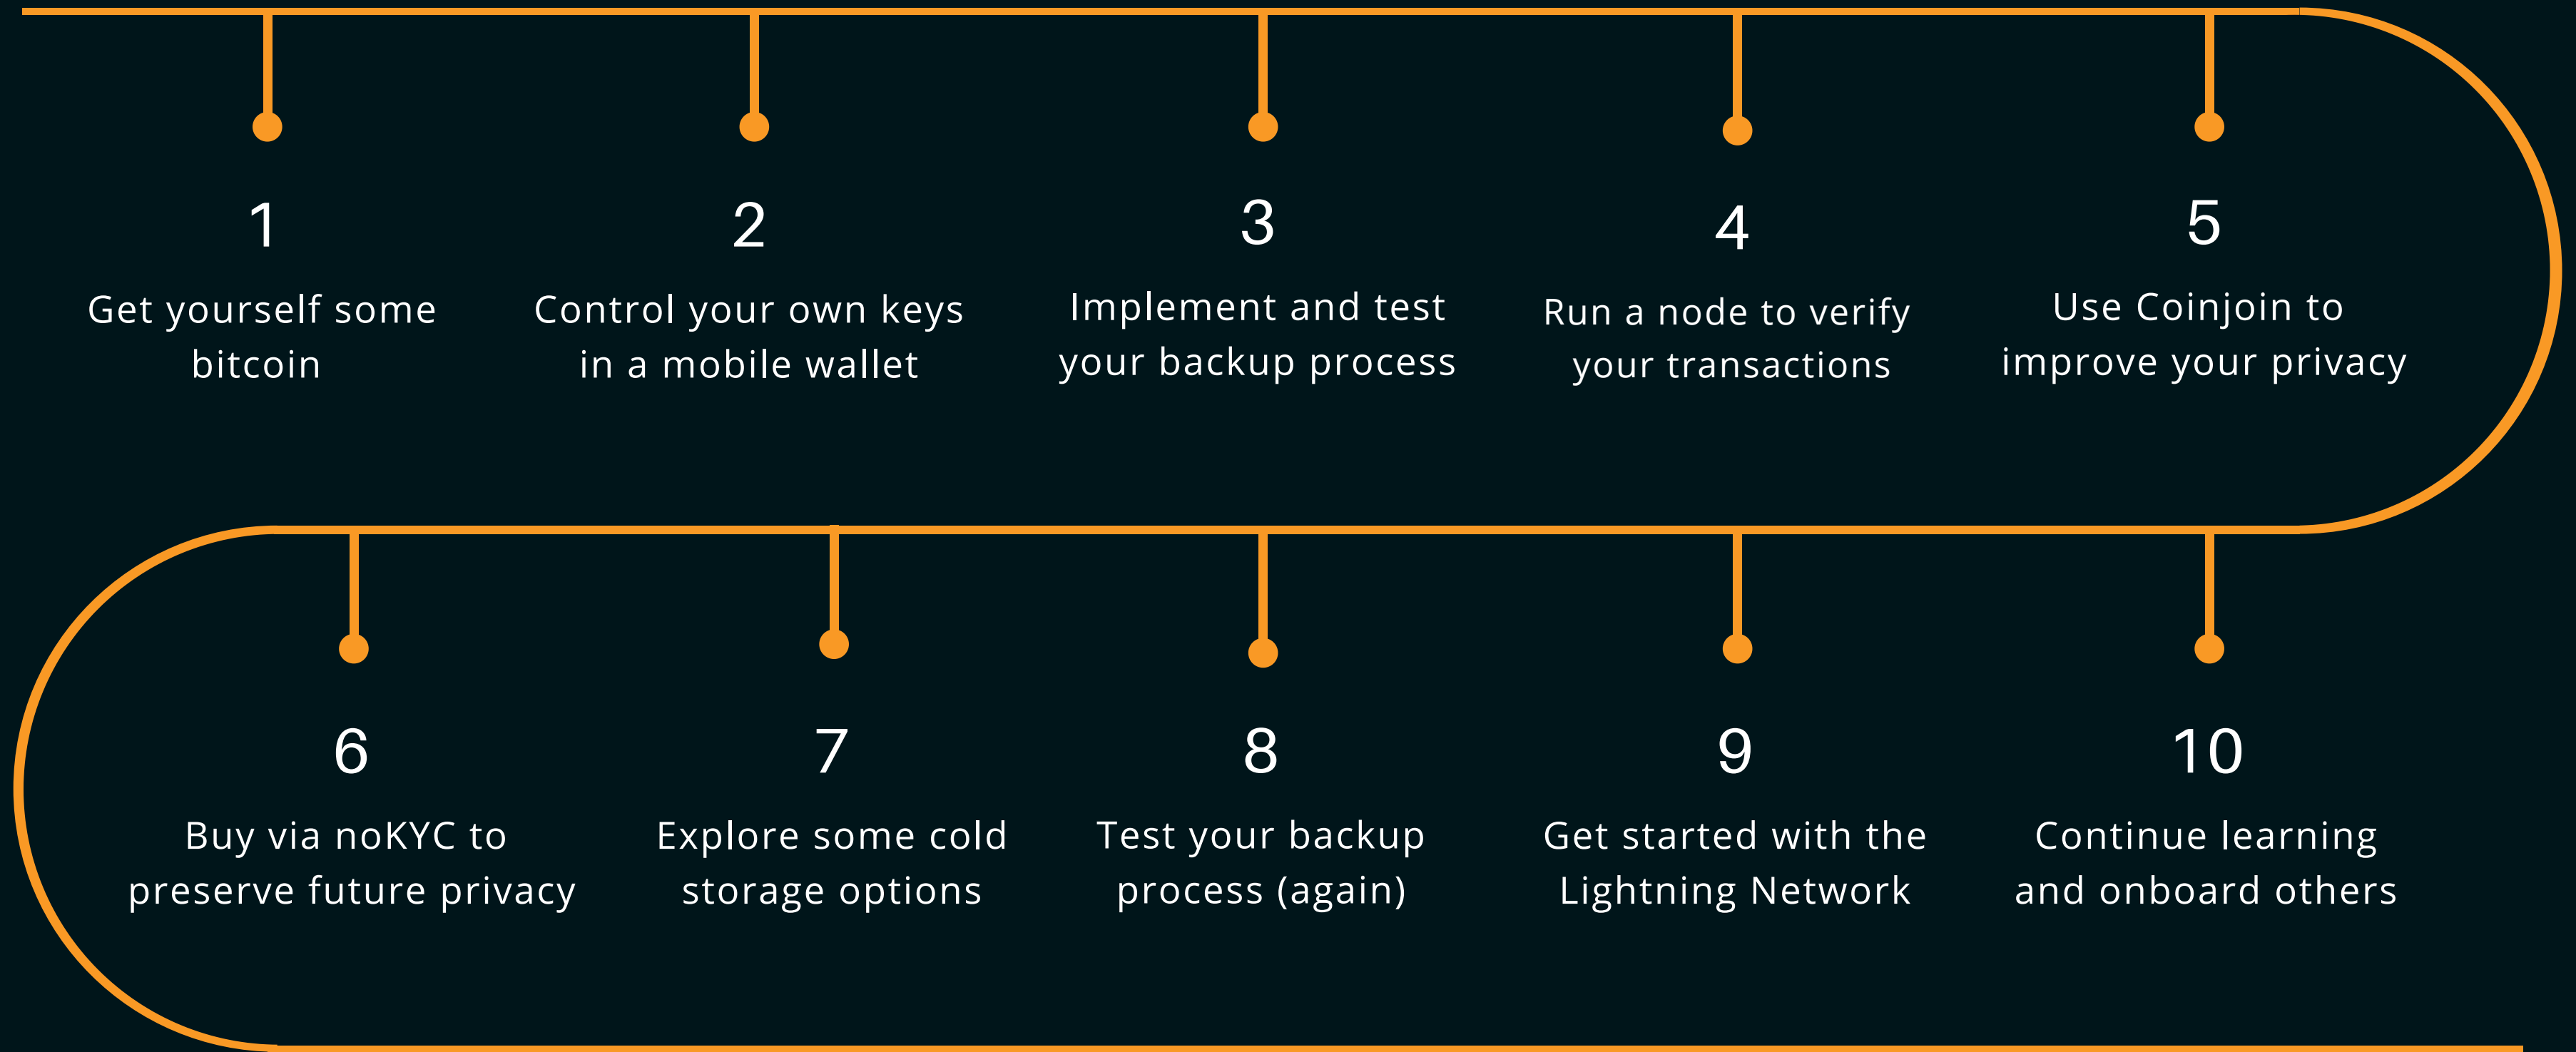 1
Get yourself some
bitcoin
2
Control your own keys
in a mobile wallet
3
Implement and test
your backup process
4
Run a node to verify
your transactions
5
Use Coinjoin to
improve your privacy
6
Buy via noKYC to
preserve future privacy
7
Explore some cold
storage options
8
Test your backup
process (again)
9
Get started with the
Lightning Network
10
Continue learning
and onboard others